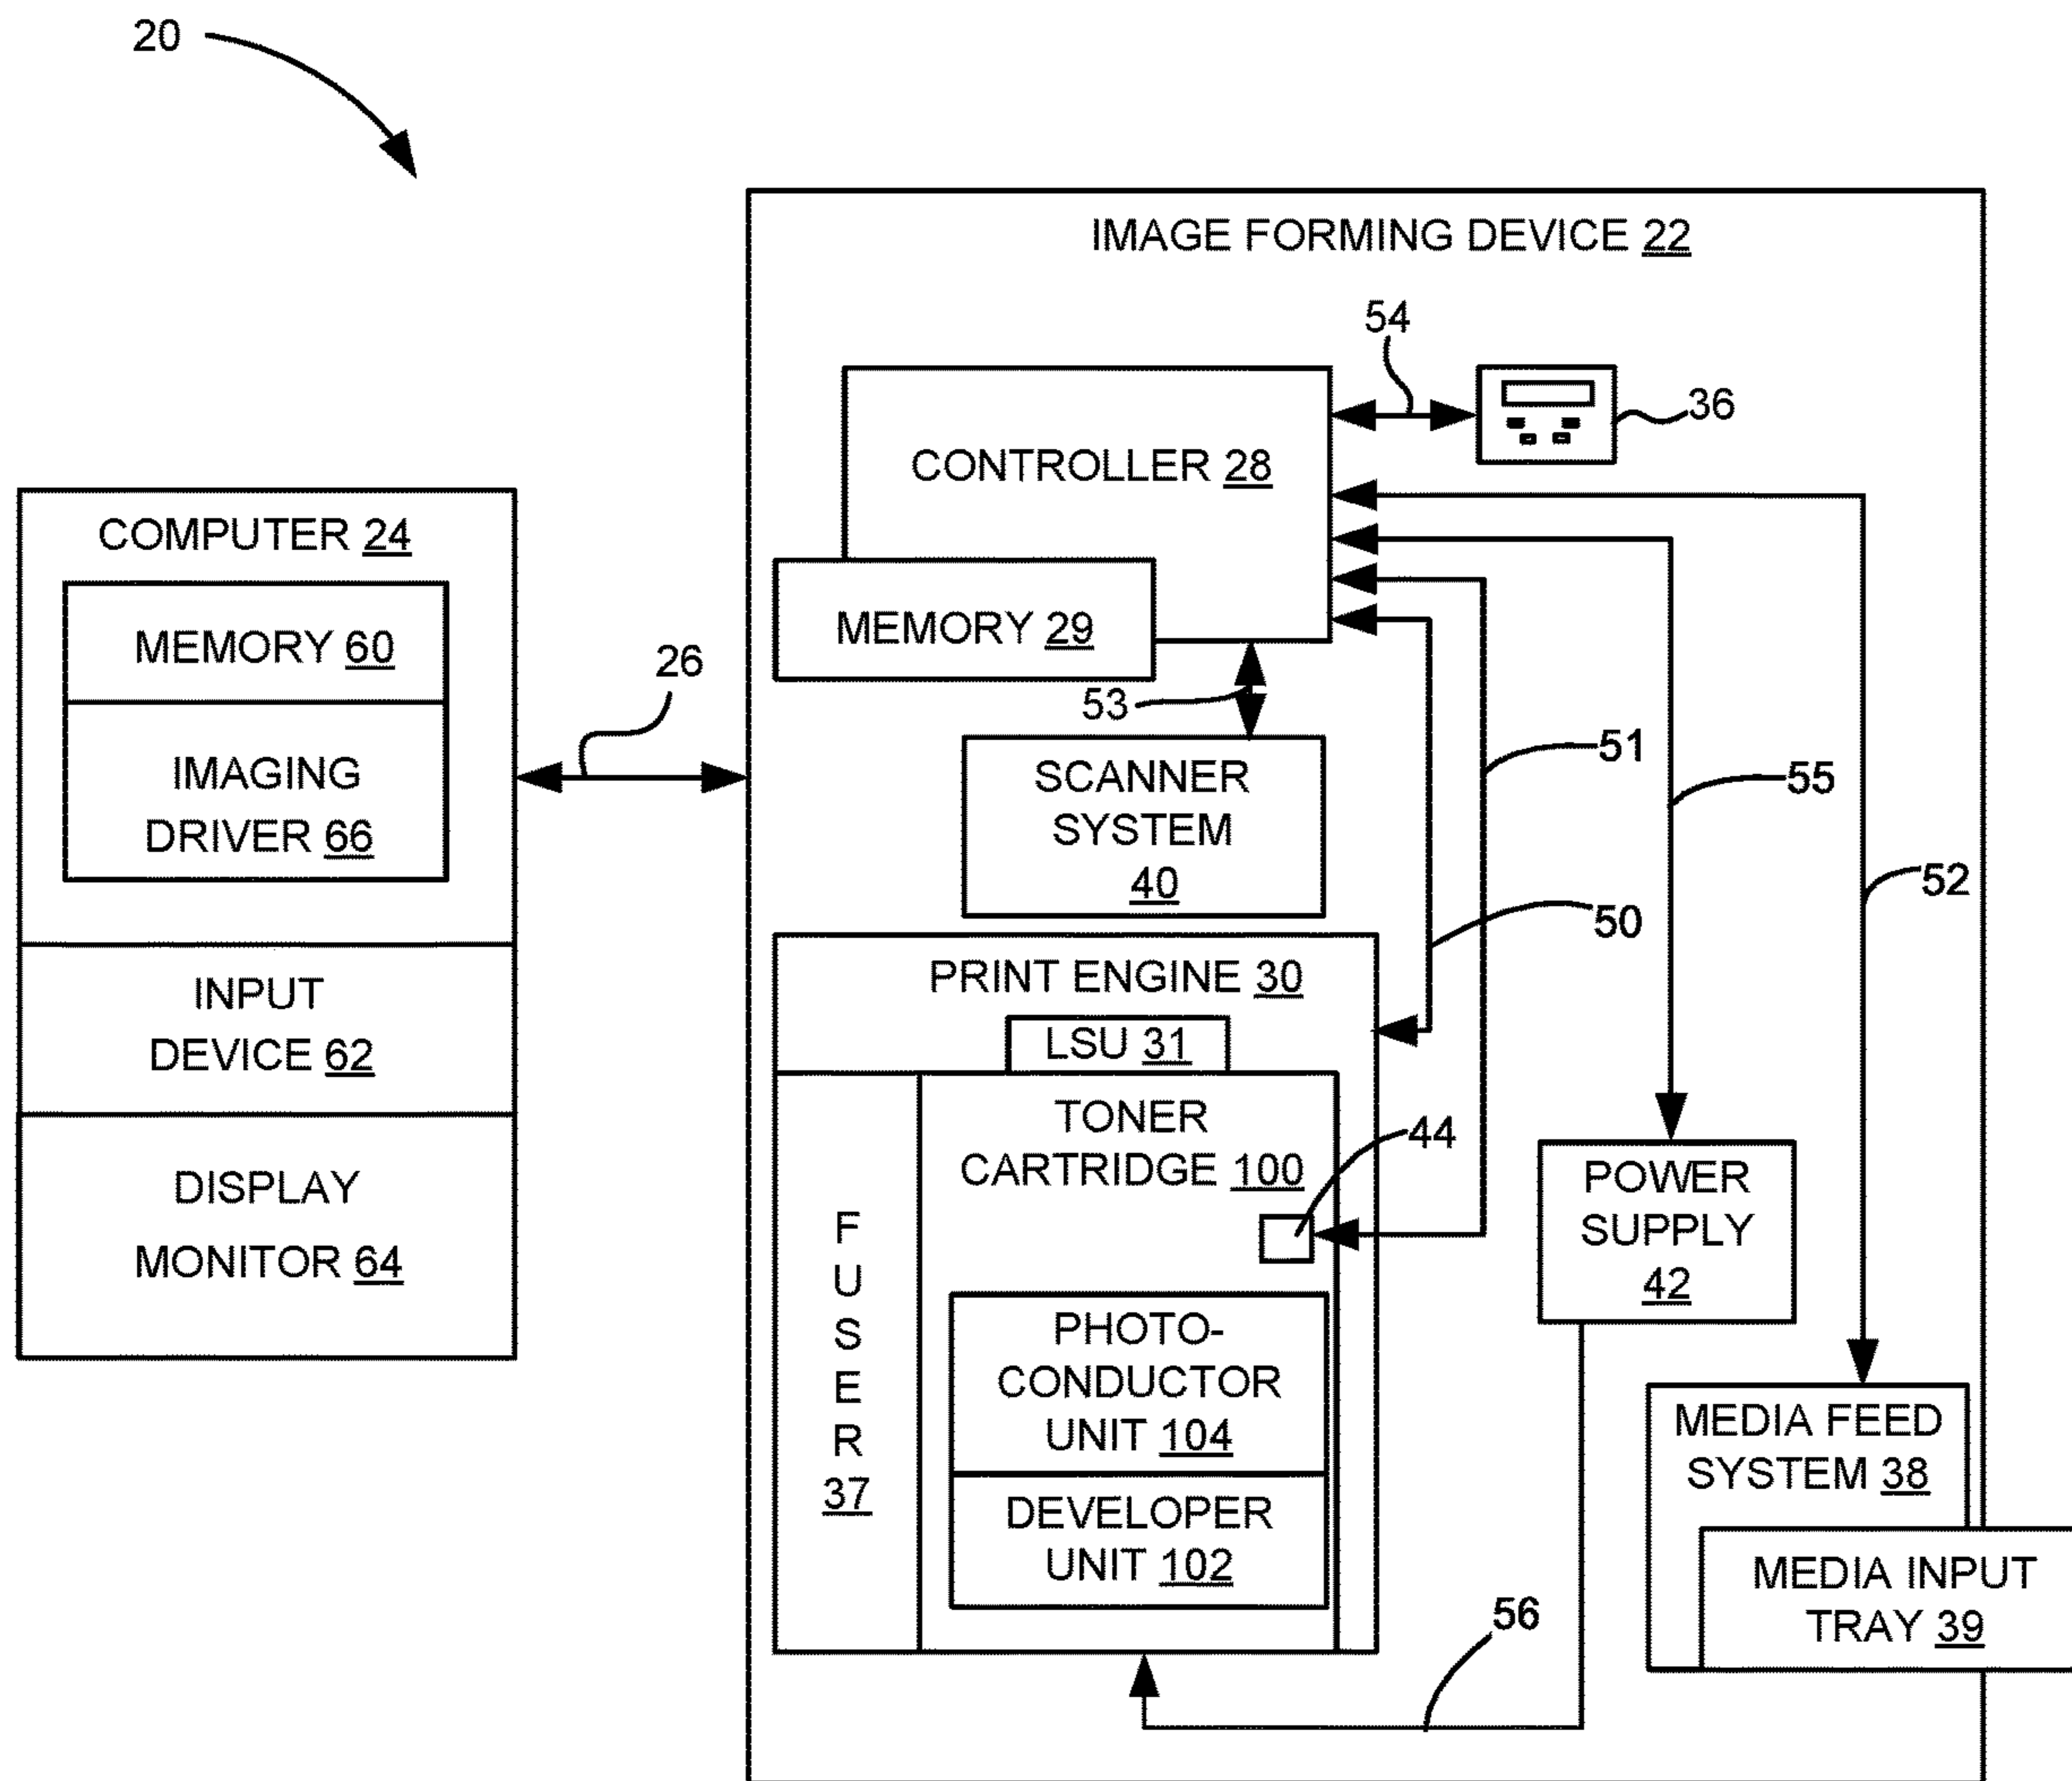 20
IMAGE FORMING DEVICE 22
54
36
CONTROLLER 28
MEMORY 29
53
COMPUTER 24
MEMORY 60
IMAGING
DRIVER 66
26
INPUT
DEVICE 62
DISPLAY
MONITOR 64
SCANNER
SYSTEM
40
51
55
52
50
PRINT ENGINE 30
LSU 31
TONER
CARTRIDGE 100
44
F
U
S
E
R
37
PHOTO-
CONDUCTOR
UNIT 104
DEVELOPER
UNIT 102
POWER
SUPPLY
42
MEDIA FEED
SYSTEM 38
MEDIA INPUT
TRAY 39
56